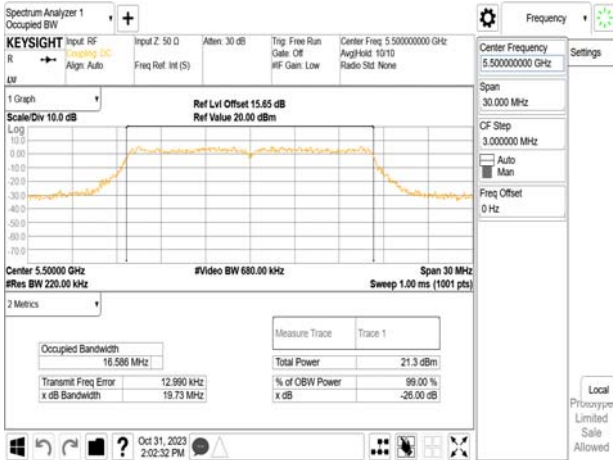 Spectrum Analyzer 1
Occupied BW
+
Frequency
KEYSIGHT
R
LXI
Input: RF
Coupling: DC
Align: Auto
Input Z: 50 Ω
Freq Ref: Int (S)
Atten: 30 dB
Trig: Free Run
Gate: Off
#IF Gain: Low
Center Freq: 5.500000000 GHz
Avg|Hold: 10/10
Radio Std: None
Center Frequency
5.500000000 GHz
Settings
Span
30.000 MHz
CF Step
3.000000 MHz
Auto
Man
Freq Offset
0 Hz
1 Graph
Scale/Div 10.0 dB
Ref Lvl Offset 15.65 dB
Ref Value 20.00 dBm
Log
10.0
0.00
-10.0
-20.0
-30.0
-40.0
-50.0
-60.0
-70.0
Center 5.50000 GHz
#Video BW 680.00 kHz
Span 30 MHz
#Res BW 220.00 kHz
Sweep 1.00 ms (1001 pts)
2 Metrics
Measure Trace
Trace 1
Occupied Bandwidth
16.586 MHz
Total Power
21.3 dBm
Transmit Freq Error
12.990 kHz
% of OBW Power
99.00 %
x dB Bandwidth
19.73 MHz
x dB
-26.00 dB
Local
Prototype
Limited
Sale
Allowed
?
Oct 31, 2023
2:02:32 PM